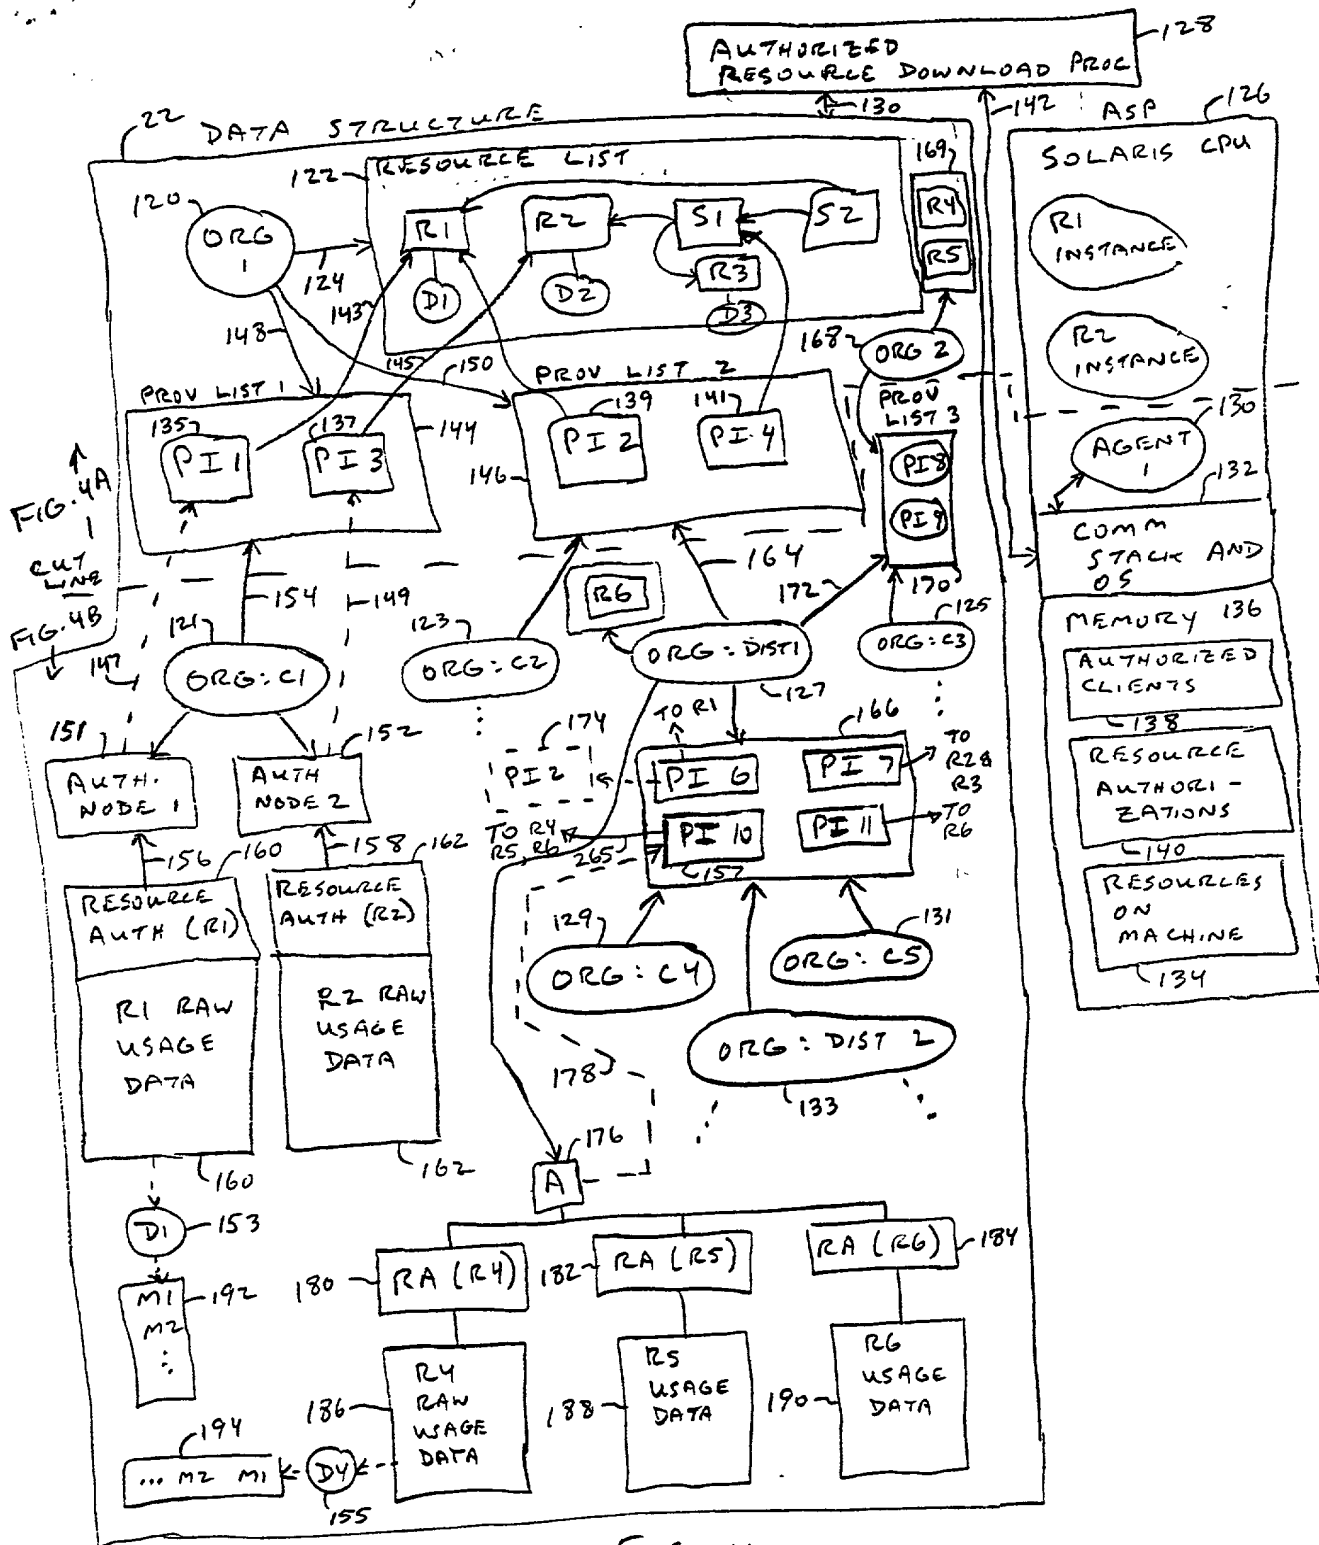 AUTHORIZED
RESOURCE DOWNLOAD PROC
128
130
142
22 DATA STRUCTURE
ASP
126
SOLARIS CPU
122
RESOURCE LIST
169
120
ORG
1
124
R1
R2
S1
S2
R3
D1
D2
D3
R4
R5
R1
INSTANCE
R2
INSTANCE
148
143
145
150
168
ORG 2
PROV LIST 1
PROV LIST 2
PROV
LIST 3
135
PI 1
137
PI 3
144
139
PI 2
141
PI 4
146
PI 8
PI 9
170
AGENT
1
130
132
COMM
STACK AND
OS
FIG. 4A
CUT
LINE
FIG. 4B
154
149
147
R6
164
172
121
ORG: C1
123
ORG: C2
ORG: DIST1
127
125
ORG: C3
MEMORY 136
AUTHORIZED
CLIENTS
138
RESOURCE
AUTHORI-
ZATIONS
140
RESOURCES
ON
MACHINE
134
151
AUTH.
NODE 1
152
AUTH
NODE 2
174
PI 2
TO R1
166
PI 6
PI 7
TO
R2&
R3
PI 10
PI 11
TO
R6
TO R4
R5, R6
265
157
156
160
158
162
RESOURCE
AUTH (R1)
RESOURCE
AUTH (R2)
R1 RAW
USAGE
DATA
R2 RAW
USAGE
DATA
160
162
129
ORG: C4
131
ORG: C5
ORG: DIST 2
133
178
176
A
D1
153
M1
M2
192
180
RA (R4)
182
RA (R5)
RA (R6)
184
186
R4
RAW
USAGE
DATA
188
R5
USAGE
DATA
190
R6
USAGE
DATA
194
... M2 M1
D4
155